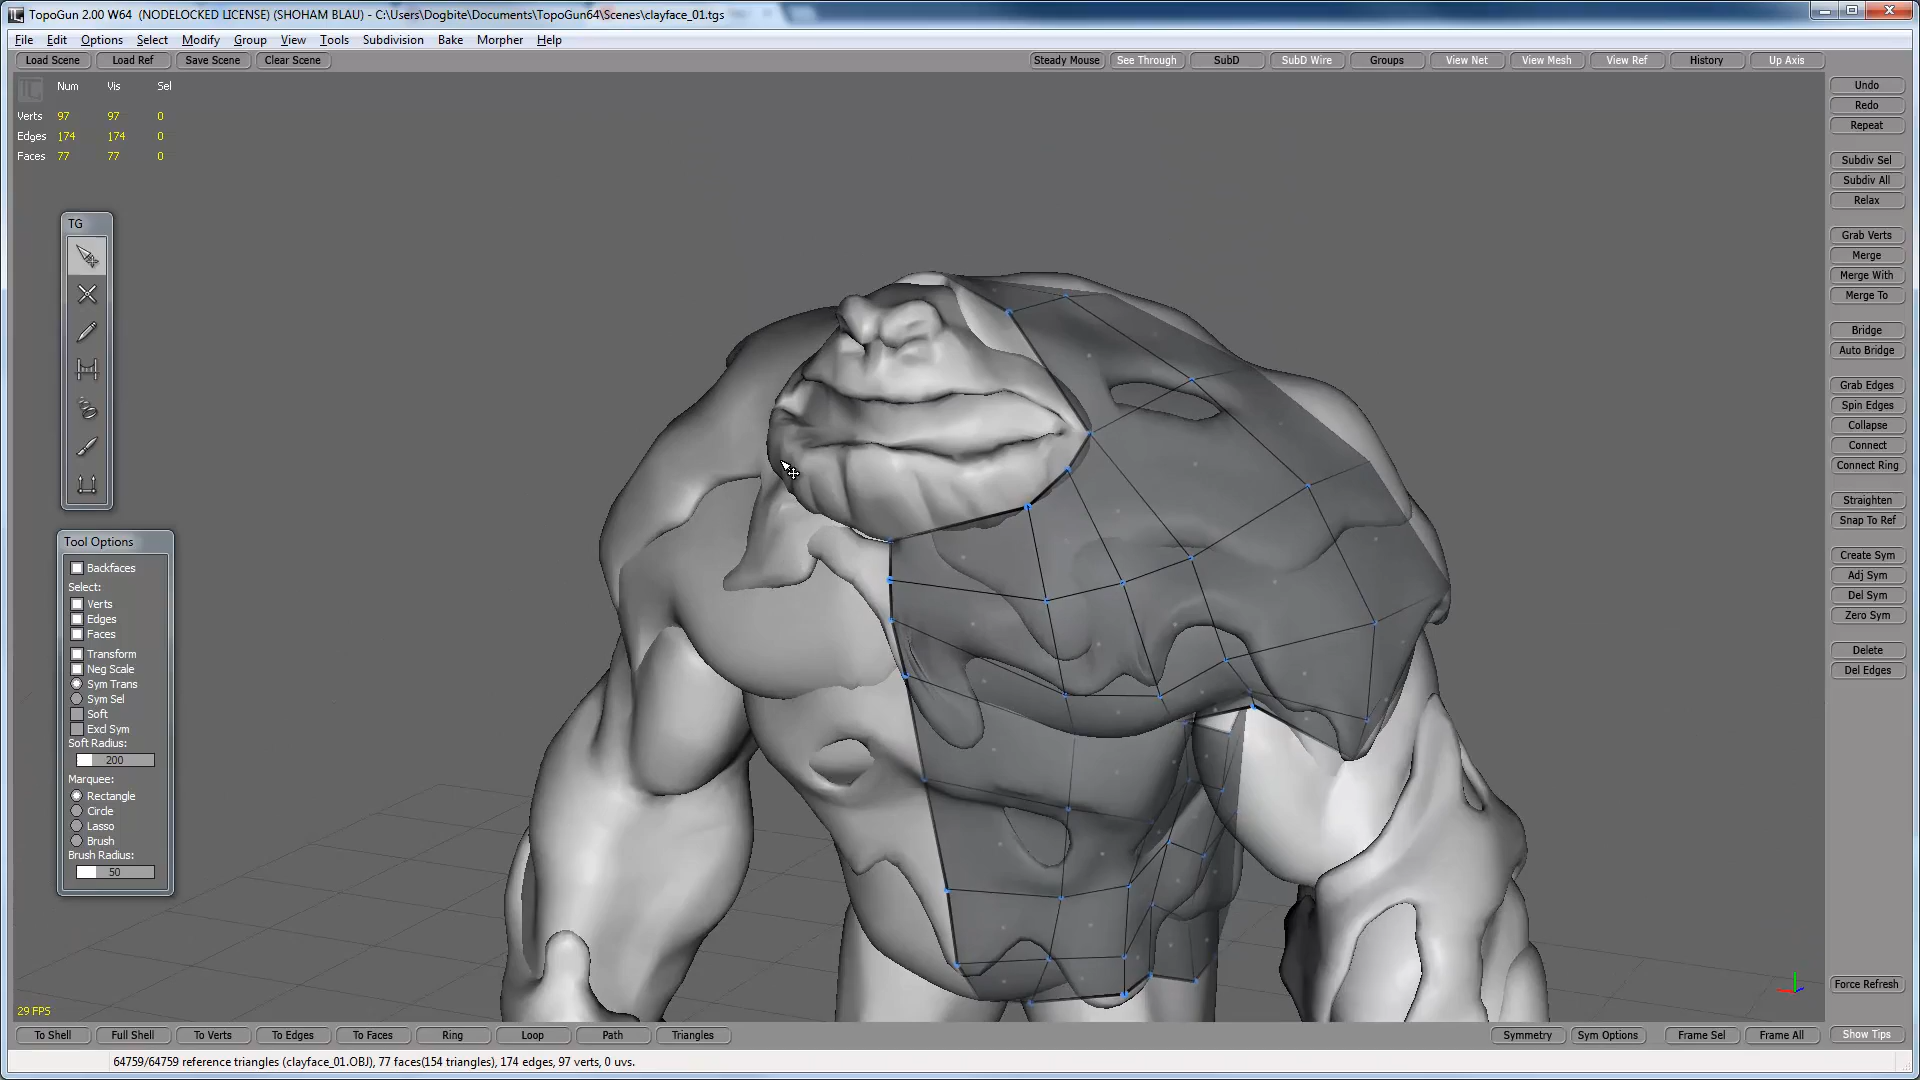 TopoGun 2.00 W64  (NODELOCKED LICENSE) (SHOHAM BLAU) - C:\Users\Dogbite\Documents\TopoGun64\Scenes\clayface_01.tgs
File Edit Options Select Modify Group View Tools Subdivision Bake Morpher Help
Load Scene Load Ref Save Scene Clear Scene Steady Mouse See Through SubD SubD Wire Groups View Net View Mesh View Ref History Up Axis
Num Vis Sel
Verts 97 97 0
Edges 174 174 0
Faces 77 77 0
TG
Tool Options
Backfaces
Select:
Verts
Edges
Faces
Transform
Neg Scale
Sym Trans
Sym Sel
Soft
Excl Sym
Soft Radius:
200
Marquee:
Rectangle
Circle
Lasso
Brush
Brush Radius:
50
Undo
Redo
Repeat
Subdiv Sel
Subdiv All
Relax
Grab Verts
Merge
Merge With
Merge To
Bridge
Auto Bridge
Grab Edges
Spin Edges
Collapse
Connect
Connect Ring
Straighten
Snap To Ref
Create Sym
Adj Sym
Del Sym
Zero Sym
Delete
Del Edges
Force Refresh
29 FPS
To Shell Full Shell To Verts To Edges To Faces Ring Loop Path Triangles Symmetry Sym Options Frame Sel Frame All Show Tips
64759/64759 reference triangles (clayface_01.OBJ), 77 faces(154 triangles), 174 edges, 97 verts, 0 uvs.